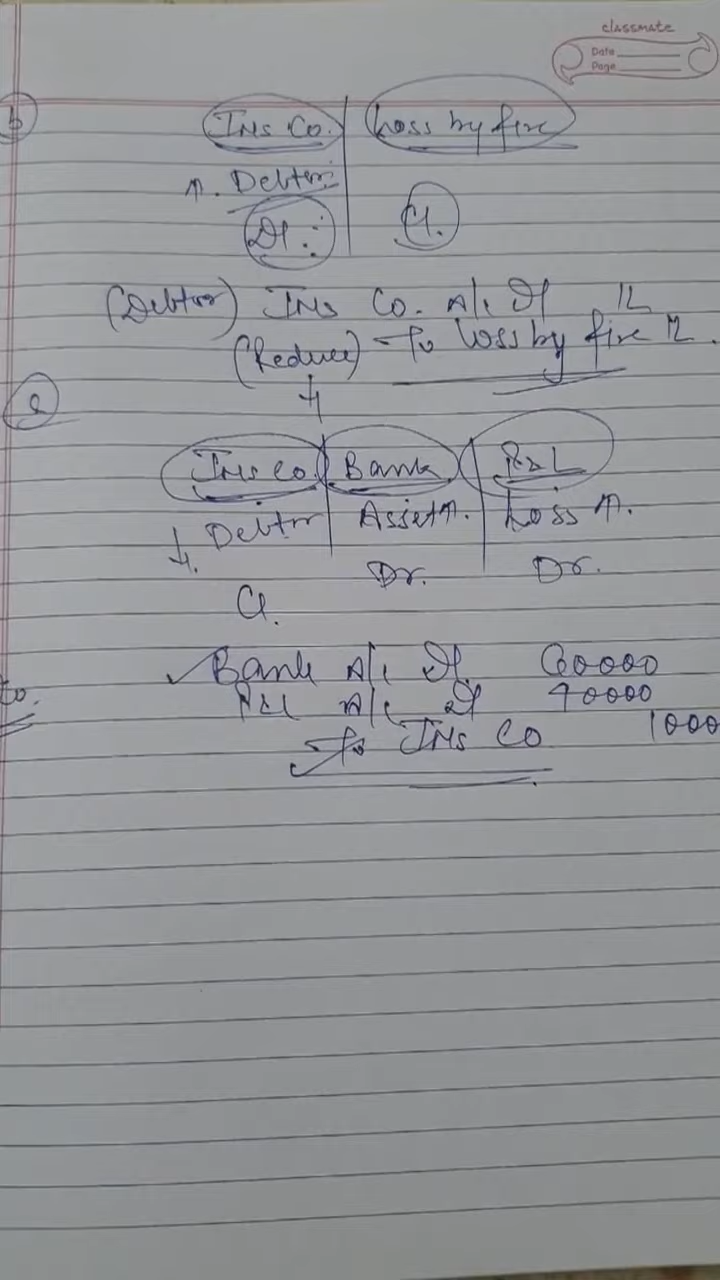 classmate
Date
Page
b
Ins Co. Loss by fire
↑. Debtor
Dr. Cr.
(Debtor) Ins Co. A/c Dr 1L
(Reduce) To loss by fire 1L.
↓
c
Ins Co Bank P&L
↓ Debtor Asset↑. Loss ↑.
Cr. Dr. Dr.
✓ Bank A/c Dr. 60000
Co. P&L A/c Dr 40000
To Ins Co 1000